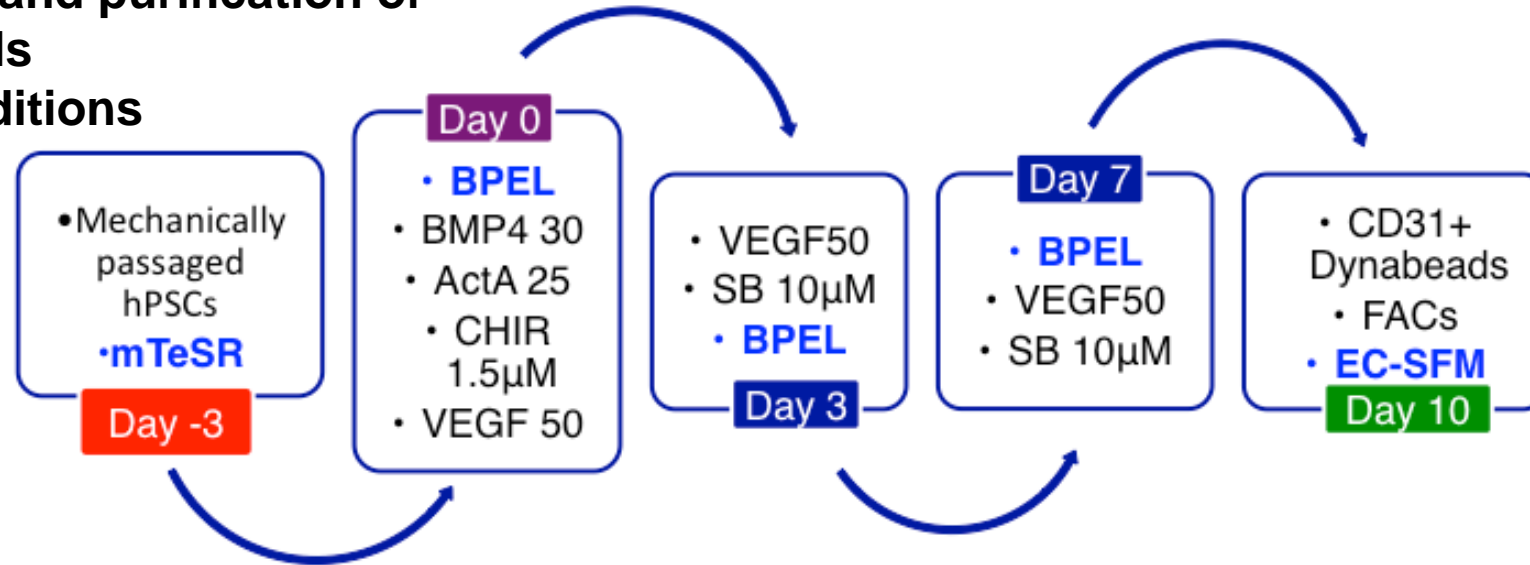 and purification of
ditions
•Mechanically
passaged
hPSCs
•mTeSR
Day -3
Day 0
• BPEL
• BMP4 30
• ActA 25
• CHIR
1.5µM
• VEGF 50
• VEGF50
• SB 10µM
• BPEL
Day 3
Day 7
• BPEL
• VEGF50
• SB 10µM
• CD31+
Dynabeads
• FACs
• EC-SFM
Day 10